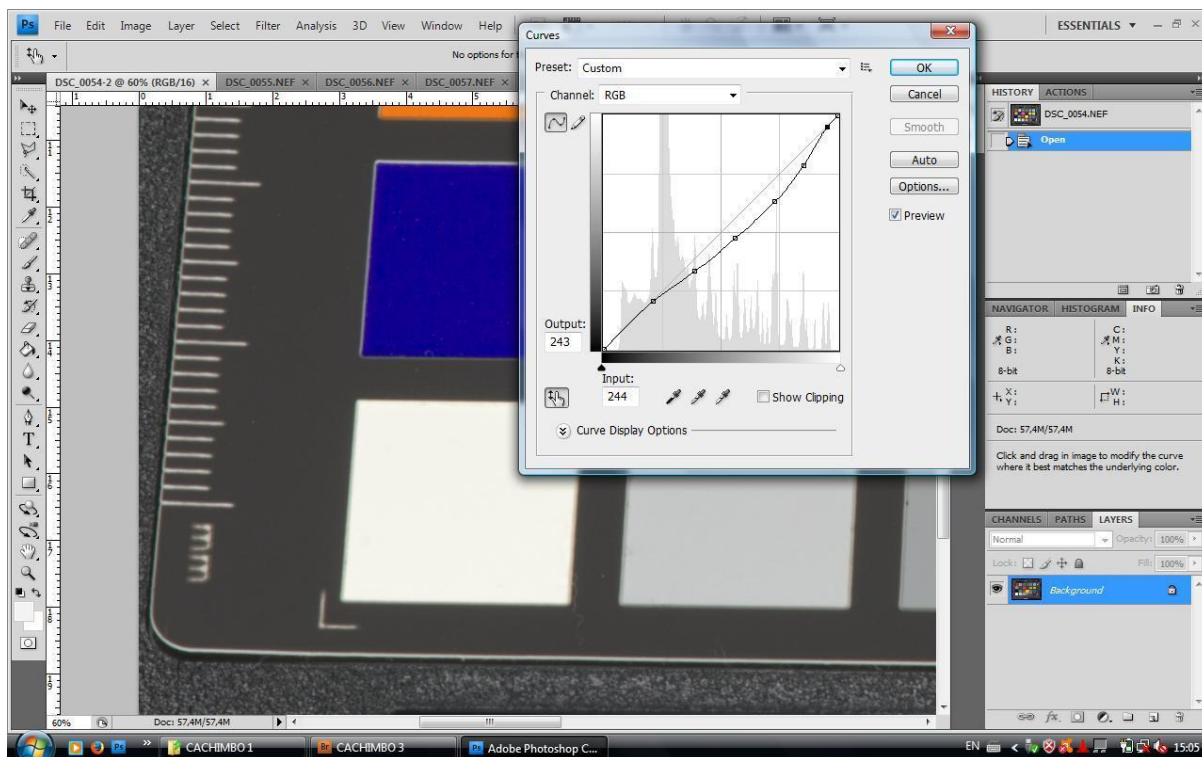 Ps File Edit Image Layer Select Filter Analysis 3D View Window Help
ESSENTIALS
No options for t
DSC_0054-2 @ 60% (RGB/16) × DSC_0055.NEF × DSC_0056.NEF × DSC_0057.NEF ×
Curves
Preset: Custom
OK
Channel: RGB
Cancel
Smooth
Auto
Options...
Preview
Output:
243
Input:
244
Show Clipping
Curve Display Options
HISTORY ACTIONS
DSC_0054.NEF
Open
NAVIGATOR HISTOGRAM INFO
R: C:
G: M:
B: Y:
K:
8-bit 8-bit
X: W:
Y: H:
Doc: 57,4M/57,4M
Click and drag in image to modify the curve
where it best matches the underlying color.
CHANNELS PATHS LAYERS
Normal Opacity: 100%
Lock: Fill: 100%
Background
mm
60% Doc: 57,4M/57,4M
Ps » CACHIMBO 1 Br CACHIMBO 3 Ps Adobe Photoshop C... EN 15:05